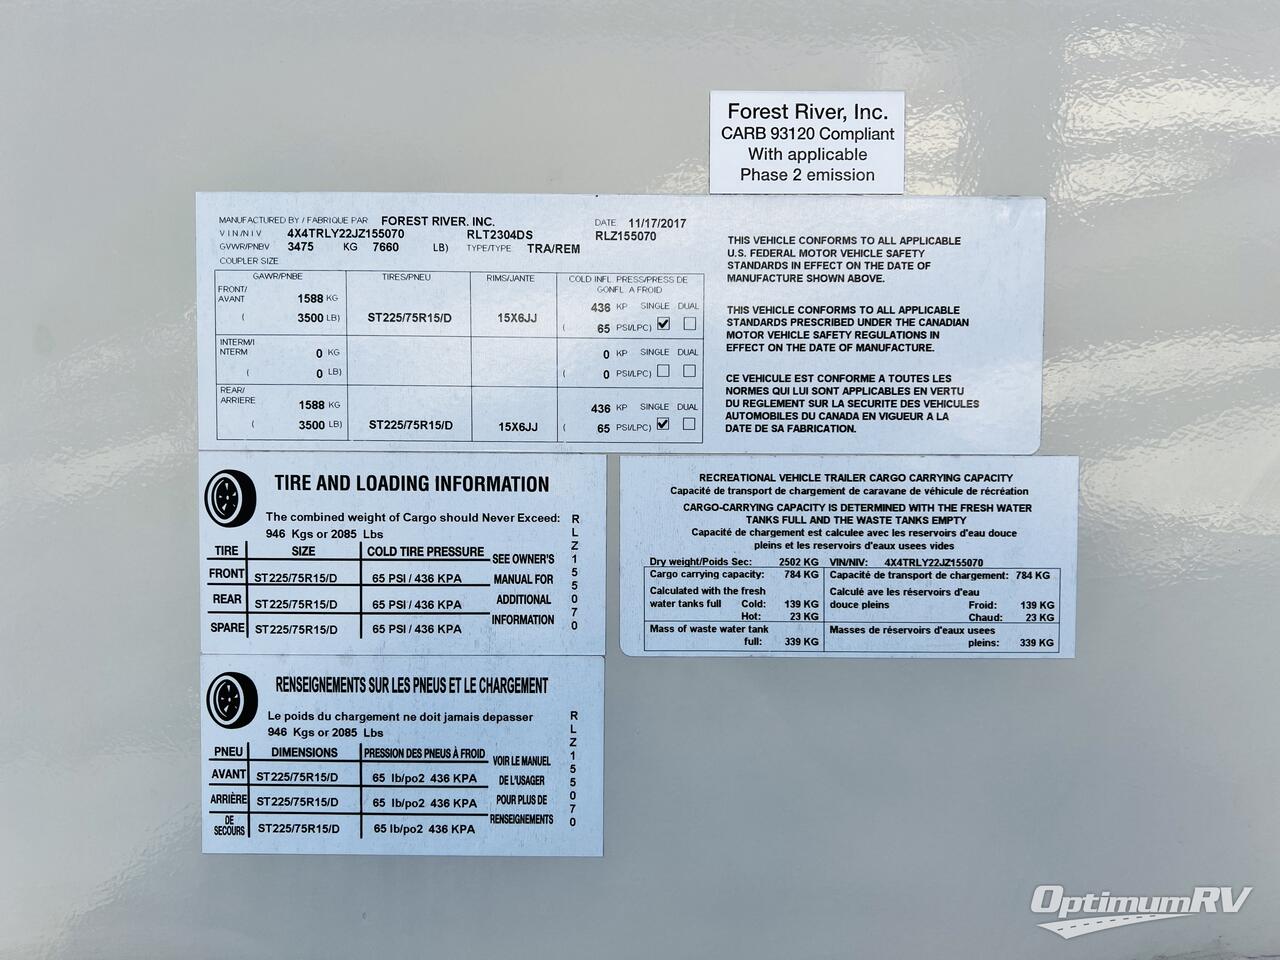 Forest River, Inc.
CARB 93120 Compliant
With applicable
Phase 2 emission
MANUFACTURED BY / FABRIQUE PAR FOREST RIVER, INC. DATE 11/17/2017
VIN/NIV 4X4TRLY22JZ155070 RLT2304DS RLZ155070
GVWR/PNBV 3475 KG 7660 LB) TYPE/TYPE: TRA/REM
COUPLER SIZE
GAWR/PNBE TIRES/PNEU RIMS/JANTE COLD INFL. PRESS/PRESS DE
GONFL. A FROID
FRONT/
AVANT 1588 KG 436 KP SINGLE DUAL
( 3500 LB) ST225/75R15/D 15X6JJ ( 65 PSI/LPC)
INTERM/I
NTERM 0 KG 0 KP SINGLE DUAL
( 0 LB) ( 0 PSI/LPC)
REAR/
ARRIERE 1588 KG 436 KP SINGLE DUAL
( 3500 LB) ST225/75R15/D 15X6JJ ( 65 PSI/LPC)
THIS VEHICLE CONFORMS TO ALL APPLICABLE
U.S. FEDERAL MOTOR VEHICLE SAFETY
STANDARDS IN EFFECT ON THE DATE OF
MANUFACTURE SHOWN ABOVE.
THIS VEHICLE CONFORMS TO ALL APPLICABLE
STANDARDS PRESCRIBED UNDER THE CANADIAN
MOTOR VEHICLE SAFETY REGULATIONS IN
EFFECT ON THE DATE OF MANUFACTURE.
CE VEHICULE EST CONFORME A TOUTES LES
NORMES QUI LUI SONT APPLICABLES EN VERTU
DU REGLEMENT SUR LA SECURITE DES VEHICULES
AUTOMOBILES DU CANADA EN VIGUEUR A LA
DATE DE SA FABRICATION.
TIRE AND LOADING INFORMATION
The combined weight of Cargo should Never Exceed:
946 Kgs or 2085 Lbs
TIRE SIZE COLD TIRE PRESSURE
FRONT ST225/75R15/D 65 PSI / 436 KPA
REAR ST225/75R15/D 65 PSI / 436 KPA
SPARE ST225/75R15/D 65 PSI / 436 KPA
SEE OWNER'S
MANUAL FOR
ADDITIONAL
INFORMATION
RLZ155070
RECREATIONAL VEHICLE TRAILER CARGO CARRYING CAPACITY
Capacité de transport de chargement de caravane de véhicule de récréation
CARGO-CARRYING CAPACITY IS DETERMINED WITH THE FRESH WATER
TANKS FULL AND THE WASTE TANKS EMPTY
Capacité de chargement est calculee avec les reservoirs d'eau douce
pleins et les reservoirs d'eaux usees vides
Dry weight/Poids Sec: 2502 KG VIN/NIV: 4X4TRLY22JZ155070
Cargo carrying capacity: 784 KG Capacité de transport de chargement: 784 KG
Calculated with the fresh Calculé ave les réservoirs d'eau
water tanks full Cold: 139 KG douce pleins Froid: 139 KG
Hot: 23 KG Chaud: 23 KG
Mass of waste water tank Masses de réservoirs d'eaux usees
full: 339 KG pleins: 339 KG
RENSEIGNEMENTS SUR LES PNEUS ET LE CHARGEMENT
Le poids du chargement ne doit jamais depasser
946 Kgs or 2085 Lbs
PNEU DIMENSIONS PRESSION DES PNEUS À FROID
AVANT ST225/75R15/D 65 lb/po2 436 KPA
ARRIÈRE ST225/75R15/D 65 lb/po2 436 KPA
DE
SECOURS ST225/75R15/D 65 lb/po2 436 KPA
VOIR LE MANUEL
DE L'USAGER
POUR PLUS DE
RENSEIGNEMENTS
RLZ155070
OptimumRV